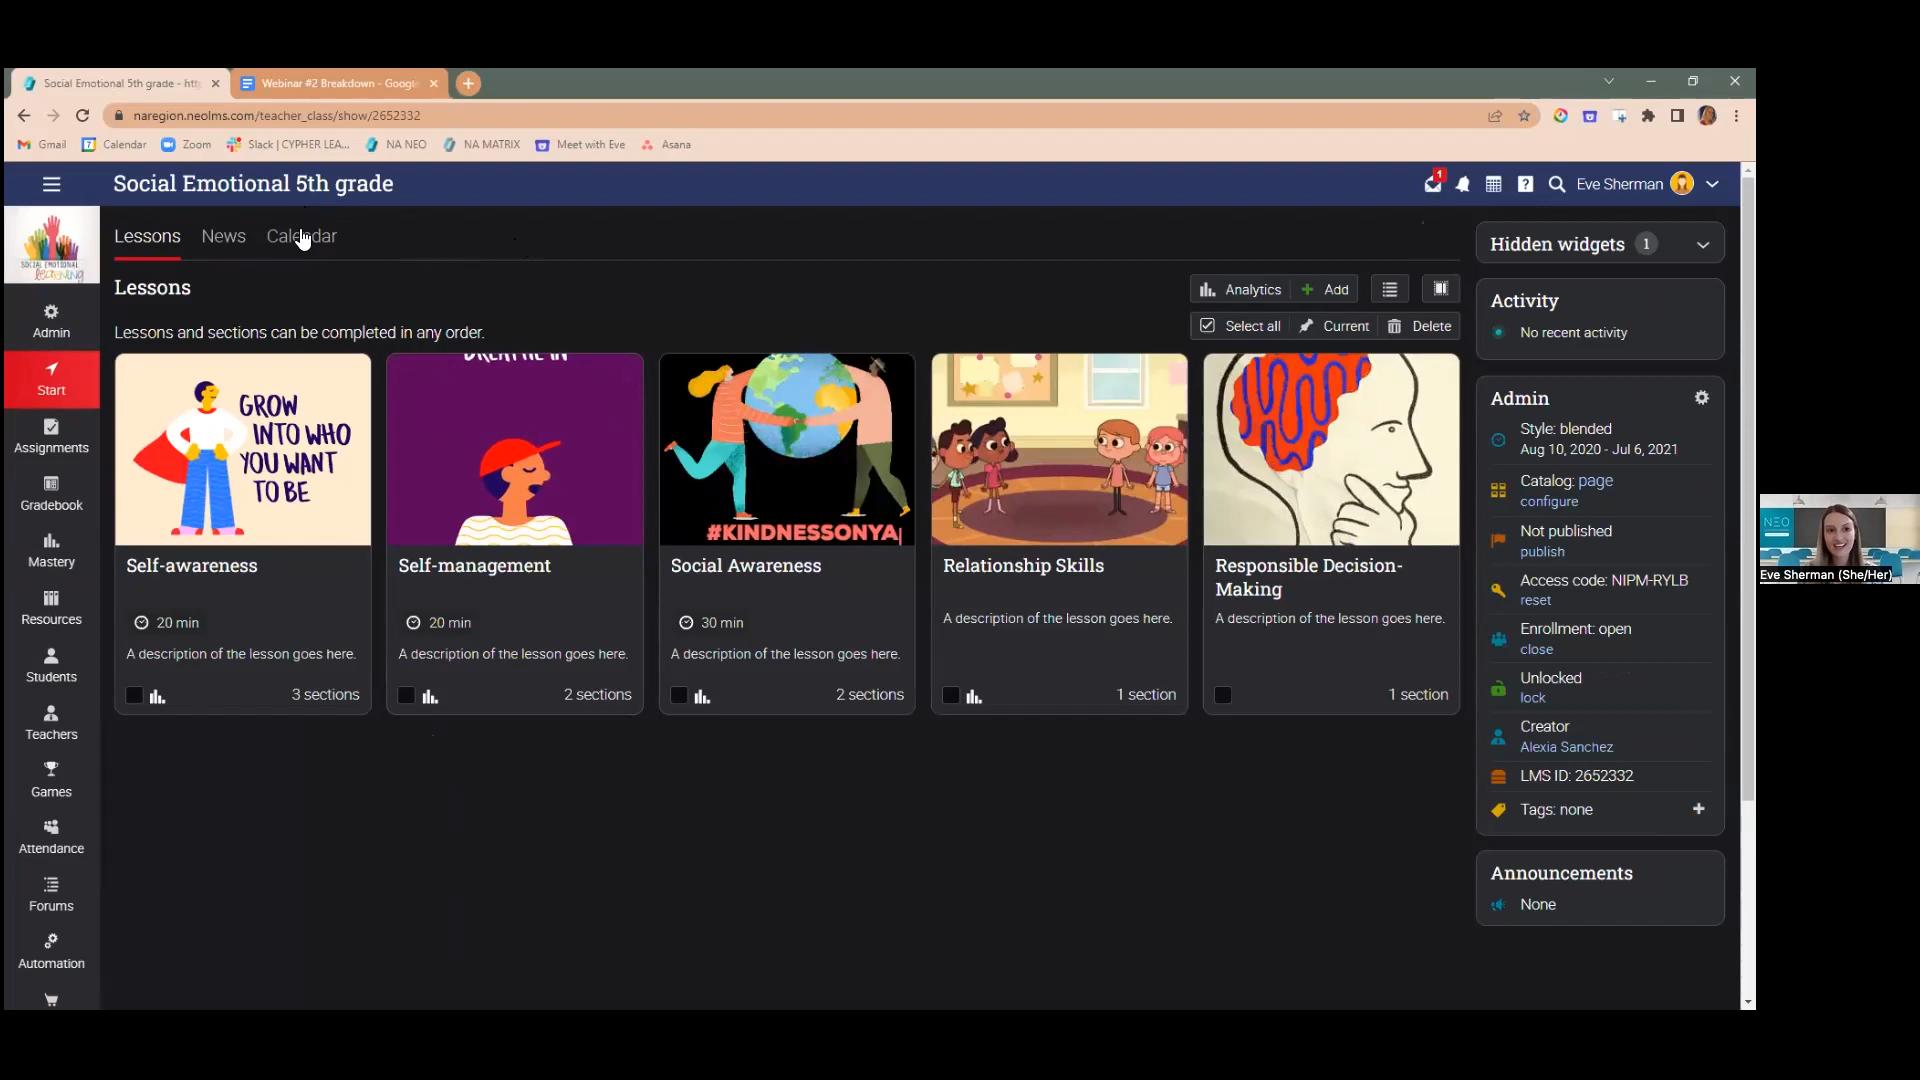 Social Emotional 5th grade - htt
Webinar #2 Breakdown - Google
naregion.neolms.com/teacher_class/show/2652332
Gmail
7
Calendar
Zoom
Slack | CYPHER LEA...
NA NEO
NA MATRIX
Meet with Eve
Asana
Social Emotional 5th grade
1
?
Eve Sherman
SOCIAL EMOTIONAL
learning
Admin
Start
Assignments
Gradebook
Mastery
Resources
Students
Teachers
Games
Attendance
Forums
Automation
Lessons
News
Calendar
Lessons
Analytics
Add
Lessons and sections can be completed in any order.
Select all
Current
Delete
GROW
INTO WHO
YOU WANT
TO BE
Self-awareness
20 min
A description of the lesson goes here.
3 sections
BREATHE IN
Self-management
20 min
A description of the lesson goes here.
2 sections
#KINDNESSONYA
Social Awareness
30 min
A description of the lesson goes here.
2 sections
Relationship Skills
A description of the lesson goes here.
1 section
Responsible Decision-
Making
A description of the lesson goes here.
1 section
Hidden widgets 1
Activity
No recent activity
Admin
Style: blended
Aug 10, 2020 - Jul 6, 2021
Catalog: page
configure
Not published
publish
Access code: NIPM-RYLB
reset
Enrollment: open
close
Unlocked
lock
Creator
Alexia Sanchez
LMS ID: 2652332
Tags: none
Announcements
None
NEO
Eve Sherman (She/Her)